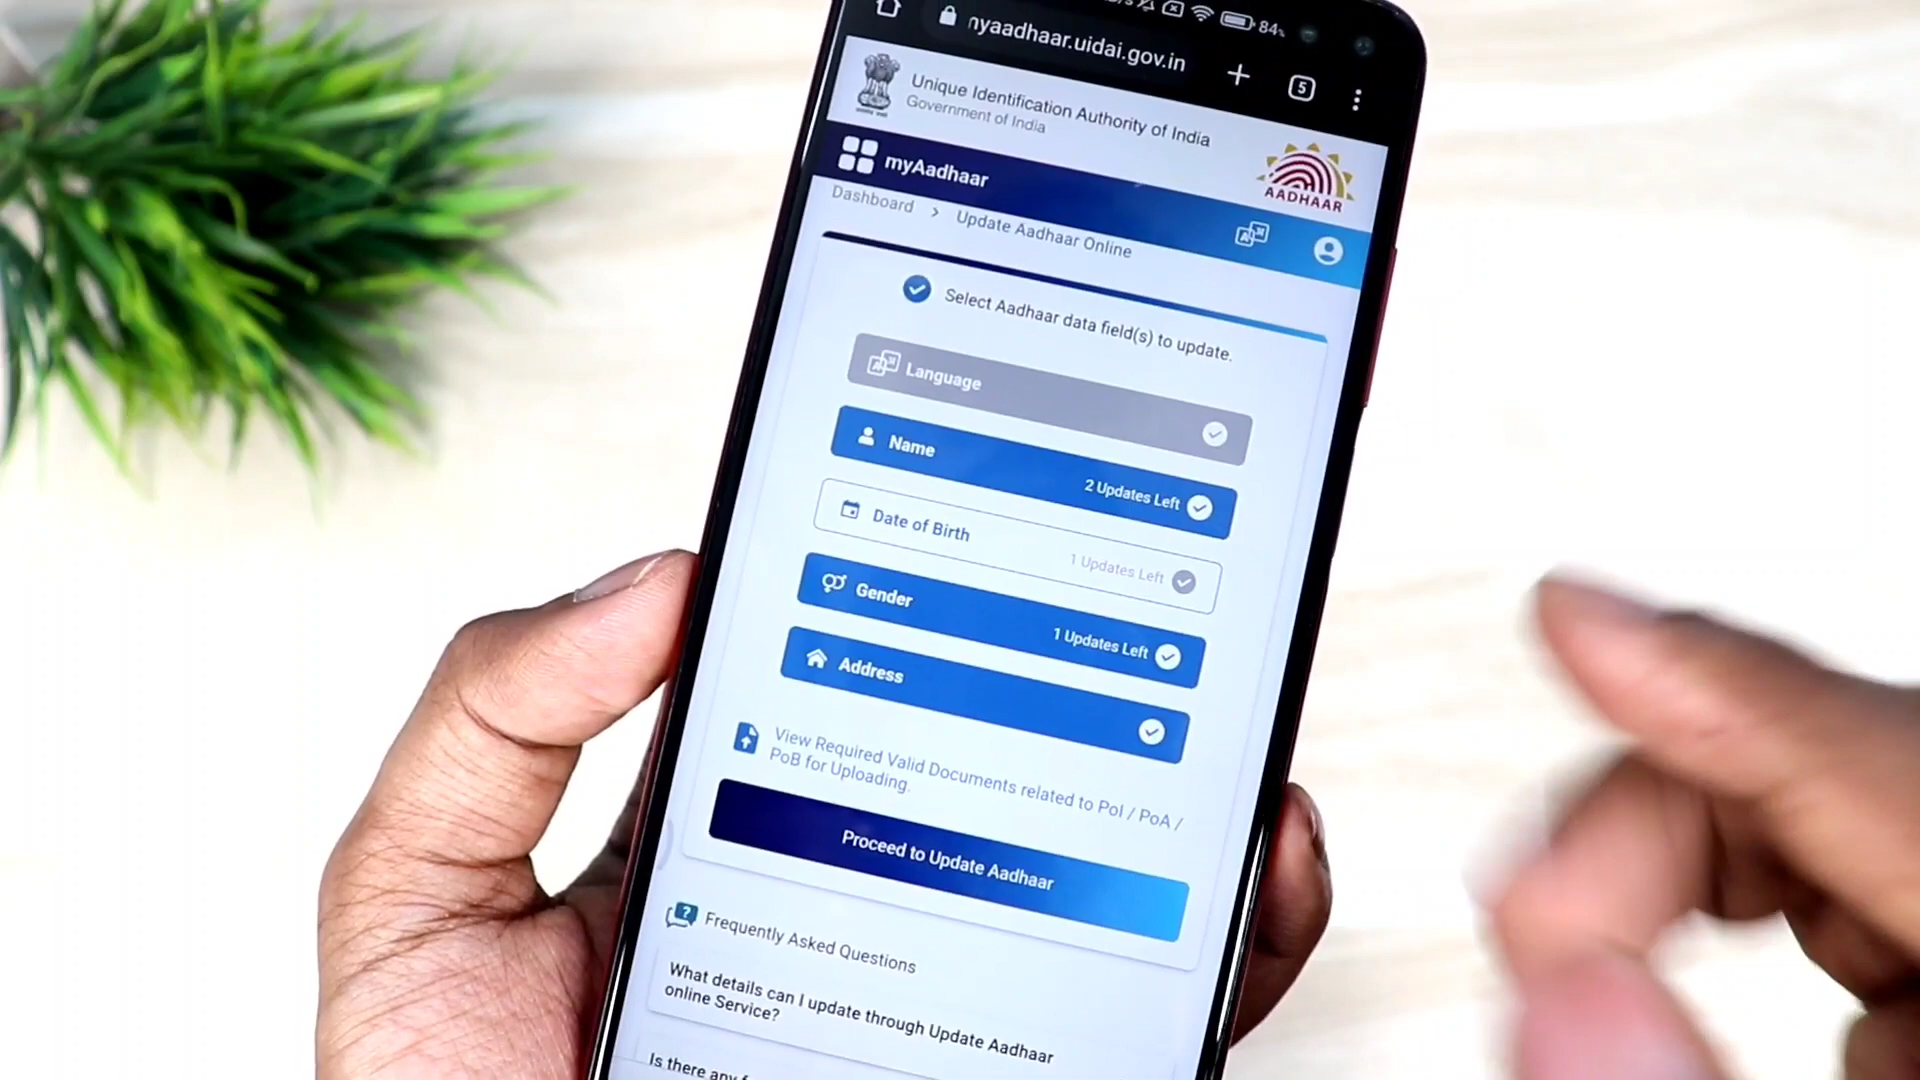 84%
myaadhaar.uidai.gov.in
5
Unique Identification Authority of India
Government of India
AADHAAR
myAadhaar
Dashboard > Update Aadhaar Online
Select Aadhaar data field(s) to update.
Language
Name
2 Updates Left
Date of Birth
1 Updates Left
Gender
1 Updates Left
Address
View Required Valid Documents related to PoI / PoA /
PoB for Uploading.
Proceed to Update Aadhaar
Frequently Asked Questions
What details can I update through Update Aadhaar
online Service?
Is there any